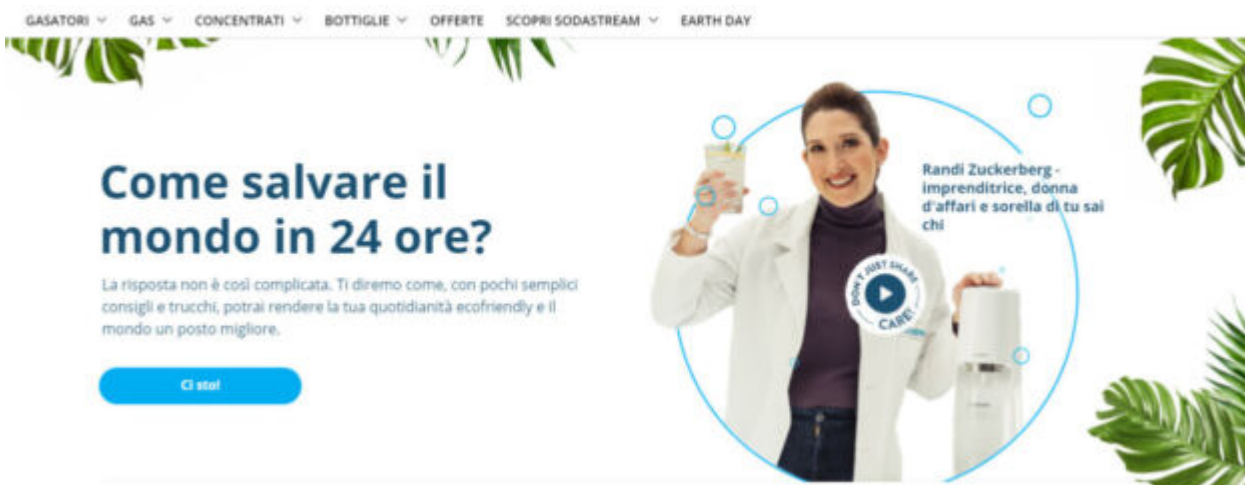 GASATORI GAS CONCENTRATI BOTTIGLIE OFFERTE SCOPRI SODASTREAM EARTH DAY
Come salvare il
mondo in 24 ore?
La risposta non è così complicata. Ti diremo come, con pochi semplici
consigli e trucchi, potrai rendere la tua quotidianità ecofriendly e il
mondo un posto migliore.
Ci sto!
Randi Zuckerberg -
imprenditrice, donna
d'affari e sorella di tu sai
chi
DON'T JUST SHARE
CARE!